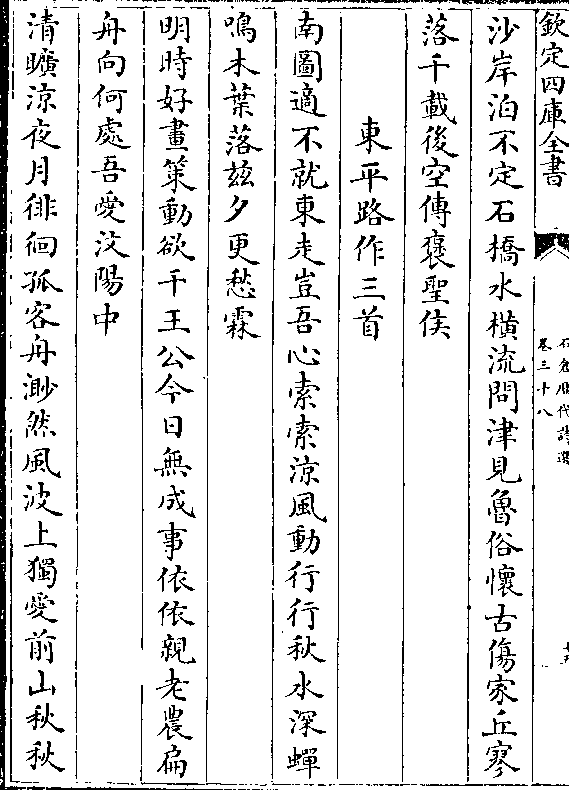 欽定四庫全書
石倉歷代詩選
卷三十八
沙岸泊不定石橋水橫流問津見魯俗懷古傷家丘寥
落千載後空傳襃聖侯
東平路作三首
南圖適不就東走豈吾心索索涼風動行行秋水深蟬
鳴木葉落兹夕更愁霖
明時好畫策動欲干王公今日無成事依依親老農扁
舟向何處吾愛汶陽中
清曠涼夜月徘徊孤客舟渺然風波上獨愛前山秋秋